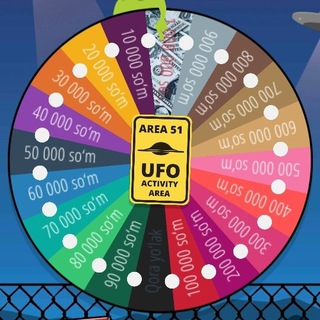 AREA 51
UFO
ACTIVITY
AREA
900 000 so'm
800 000 so'm
700 000 so'm
600 000 so'm
500 000 so'm
400 000 so'm
300 000 so'm
200 000 so'm
100 000 so'm
Qora yo'lak
90 000 so'm
80 000 so'm
70 000 so'm
60 000 so'm
50 000 so'm
40 000 so'm
30 000 so'm
20 000 so'm
10 000 so'm